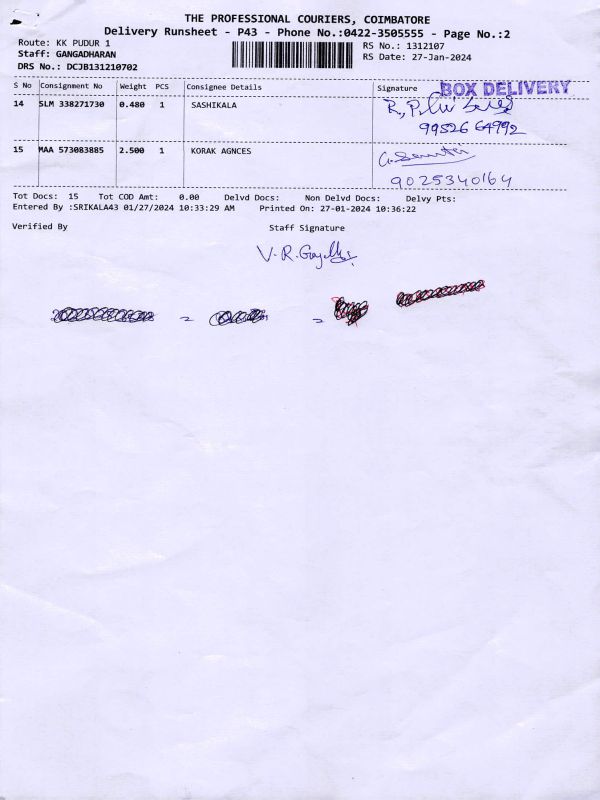 THE PROFESSIONAL COURIERS, COIMBATORE
Delivery Runsheet - P43 - Phone No.:0422-3505555 - Page No.:2
Route: KK PUDUR 1
RS No.: 1312107
Staff: GANGADHARAN
RS Date: 27-Jan-2024
DRS No.: DCJB131210702
S No Consignment No Weight PCS Consignee Details Signature
BOX DELIVERY
14 SLM 338271730 0.480 1 SASHIKALA
99526 64992
15 MAA 573083885 2.500 1 KORAK AGNCES
9025340164
Tot Docs: 15 Tot COD Amt: 0.00 Delvd Docs: Non Delvd Docs: Delvy Pts:
Entered By :SRIKALA43 01/27/2024 10:33:29 AM Printed On: 27-01-2024 10:36:22
Verified By Staff Signature
V.R.